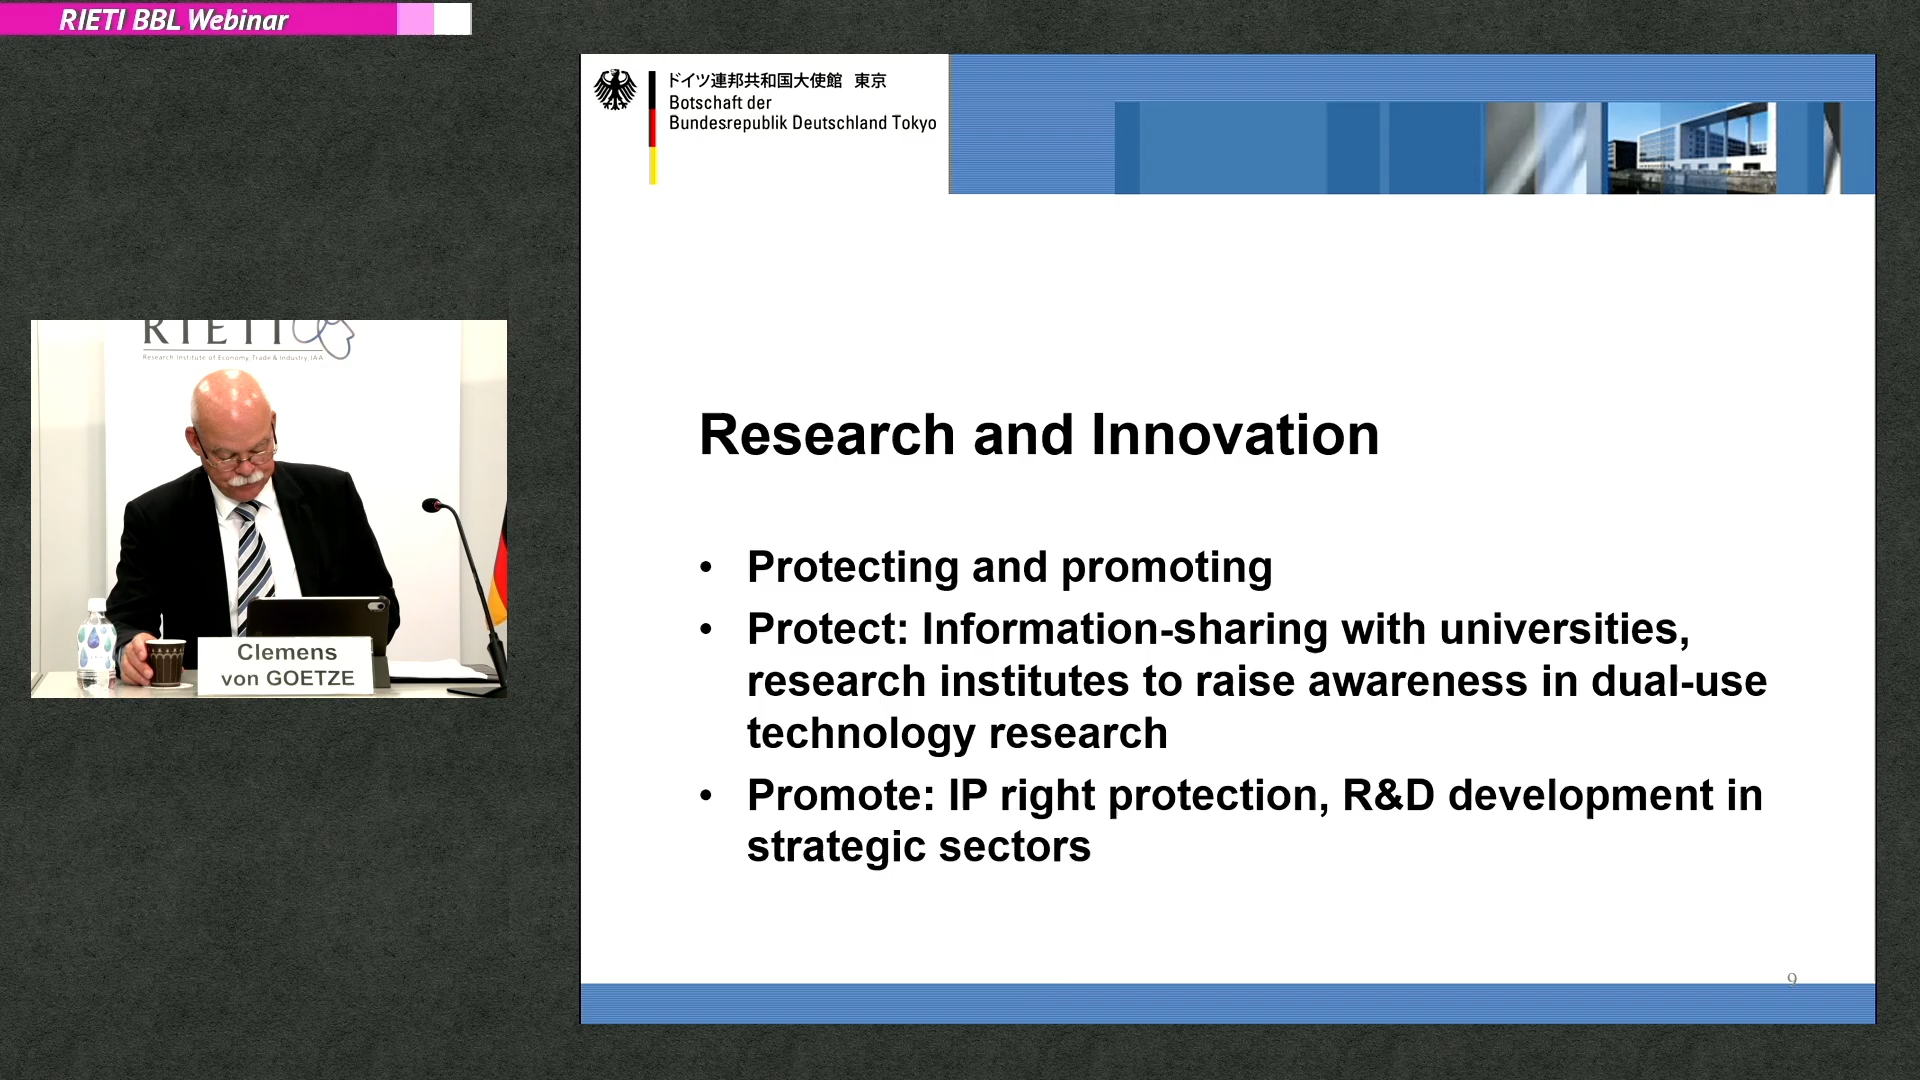 RIETI BBL Webinar
ドイツ連邦共和国大使館 東京
Botschaft der
Bundesrepublik Deutschland Tokyo
RIETI
Research Institute of Economy, Trade & Industry, IAA
Clemens
von GOETZE
Research and Innovation
• Protecting and promoting
• Protect: Information-sharing with universities,
research institutes to raise awareness in dual-use
technology research
• Promote: IP right protection, R&D development in
strategic sectors
9